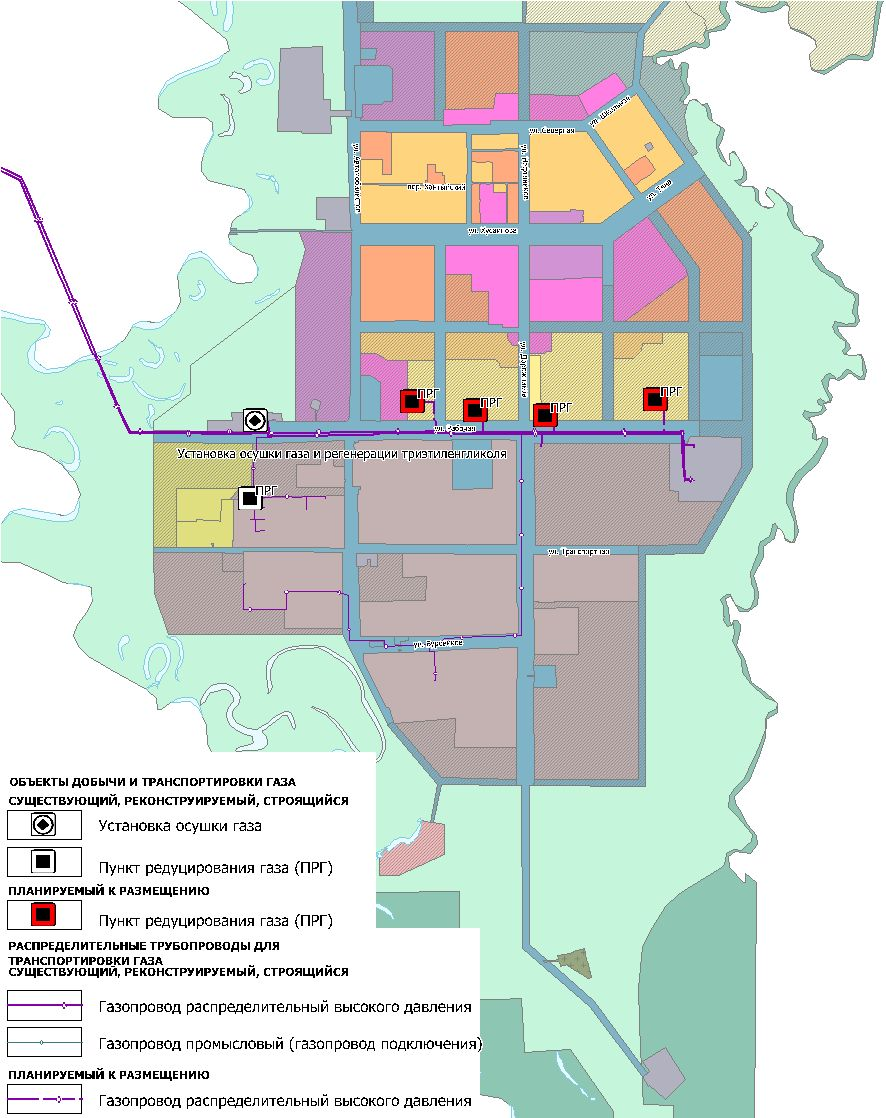 ул. Северная
ул. Школьная
пер. Хантыйский
ул. Таёжная
ул. Хусаинова
ПРГ
ПРГ
ПРГ
ПРГ
ул. Рабочая
Установка осушки газа и регенерации триэтиленгликоля
ПРГ
ул. Транспортная
ул. Буровиков
ОБЪЕКТЫ ДОБЫЧИ И ТРАНСПОРТИРОВКИ ГАЗА
СУЩЕСТВУЮЩИЙ, РЕКОНСТРУИРУЕМЫЙ, СТРОЯЩИЙСЯ
Установка осушки газа
Пункт редуцирования газа (ПРГ)
ПЛАНИРУЕМЫЙ К РАЗМЕЩЕНИЮ
Пункт редуцирования газа (ПРГ)
РАСПРЕДЕЛИТЕЛЬНЫЕ ТРУБОПРОВОДЫ ДЛЯ
ТРАНСПОРТИРОВКИ ГАЗА
СУЩЕСТВУЮЩИЙ, РЕКОНСТРУИРУЕМЫЙ, СТРОЯЩИЙСЯ
Газопровод распределительный высокого давления
Газопровод промысловый (газопровод подключения)
ПЛАНИРУЕМЫЙ К РАЗМЕЩЕНИЮ
Газопровод распределительный высокого давления